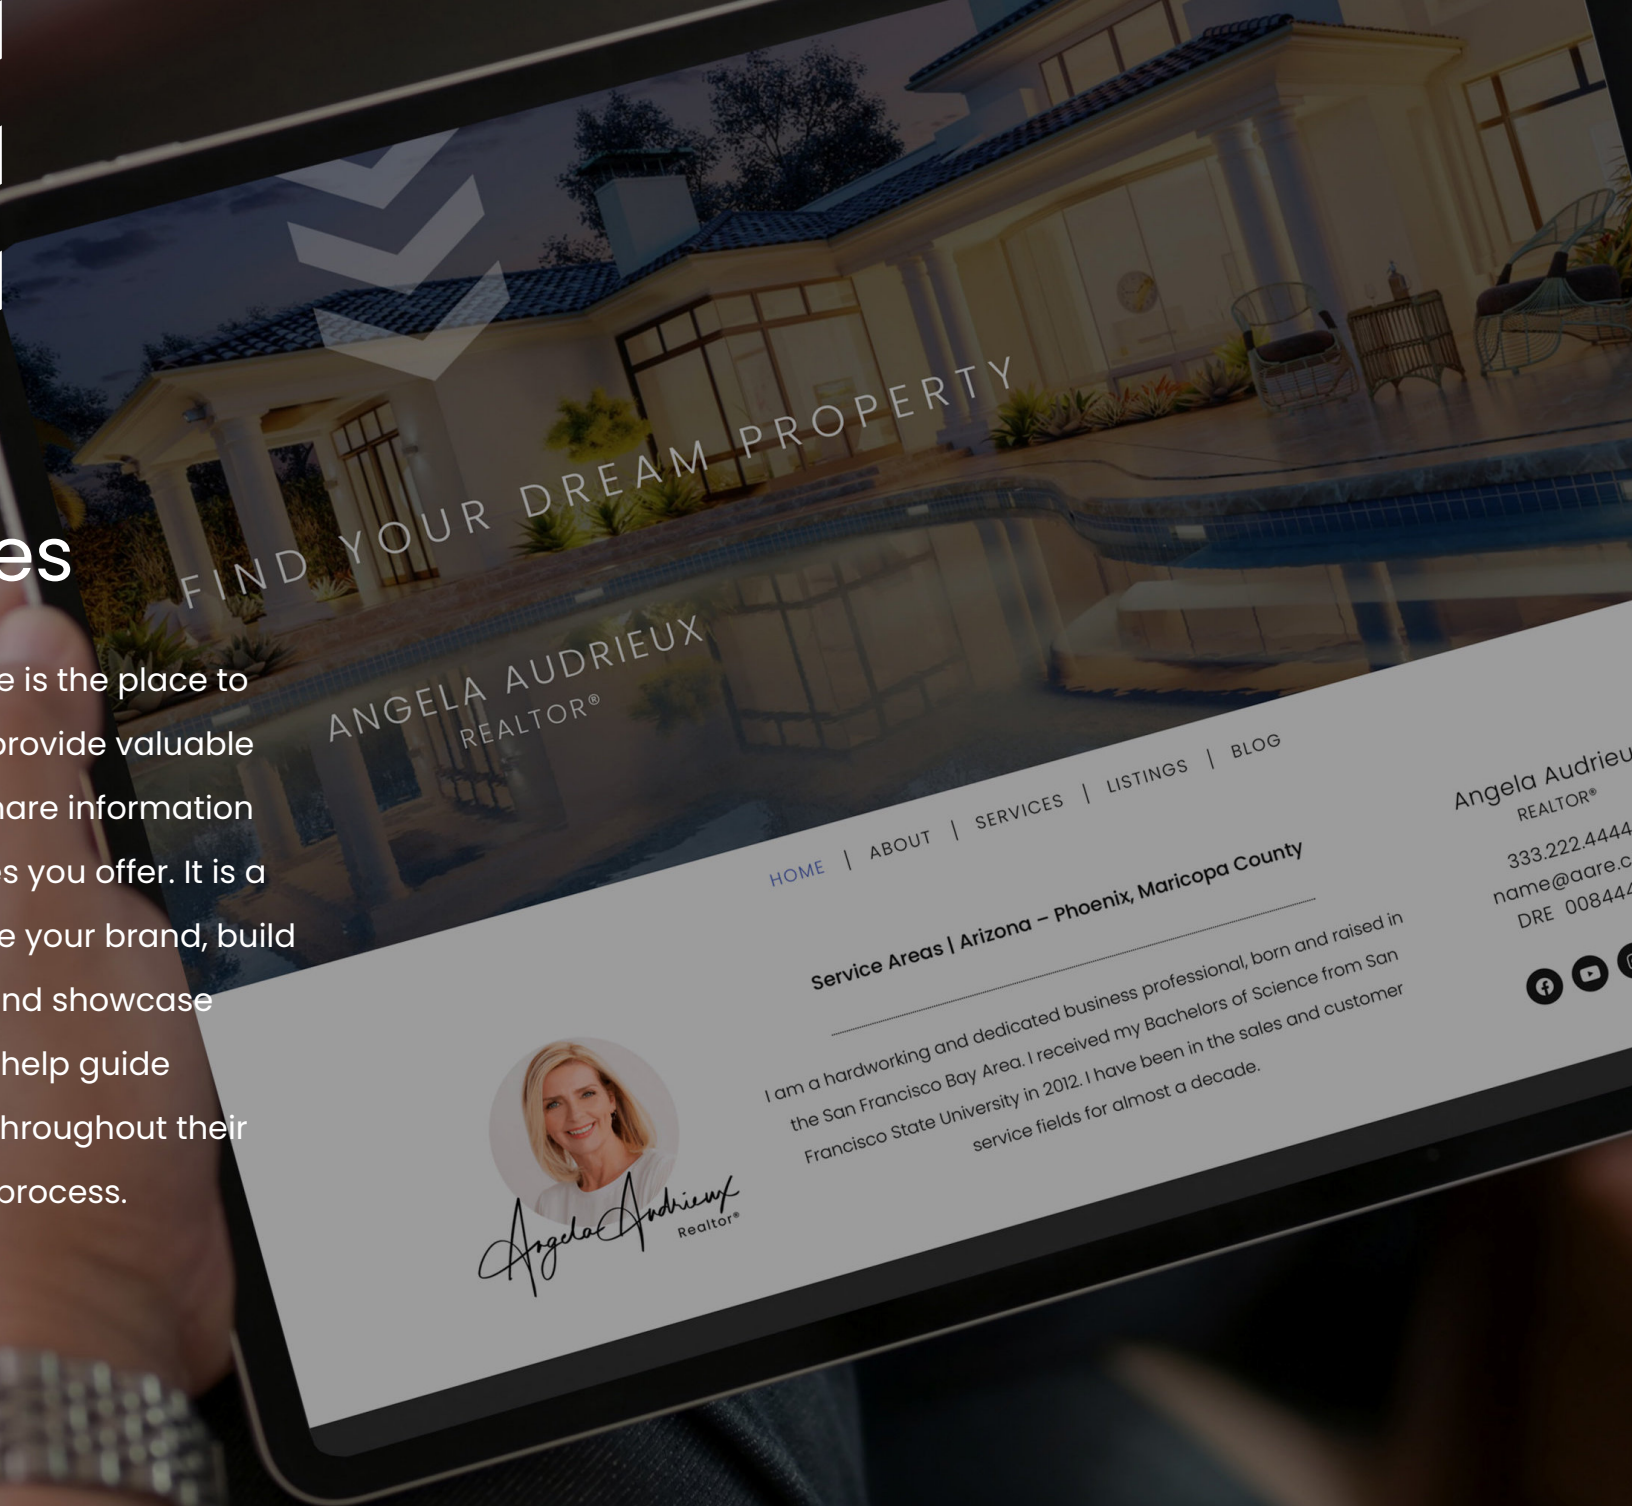 es
e is the place to
provide valuable
are information
es you offer. It is a
e your brand, build
nd showcase
help guide
throughout their
process.
FIND YOUR DREAM PROPERTY
ANGELA AUDRIEUX
REALTOR®
HOME | ABOUT | SERVICES | LISTINGS | BLOG
Service Areas | Arizona – Phoenix, Maricopa County
I am a hardworking and dedicated business professional, born and raised in
the San Francisco Bay Area. I received my Bachelors of Science from San
Francisco State University in 2012. I have been in the sales and customer
service fields for almost a decade.
Angela Audrieu
REALTOR®
333.222.4444
name@aare.c
DRE 008444
Angela Audrieux
Realtor®